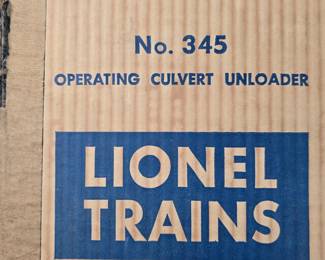 No. 345
OPERATING CULVERT UNLOADER
LIONEL
TRAINS